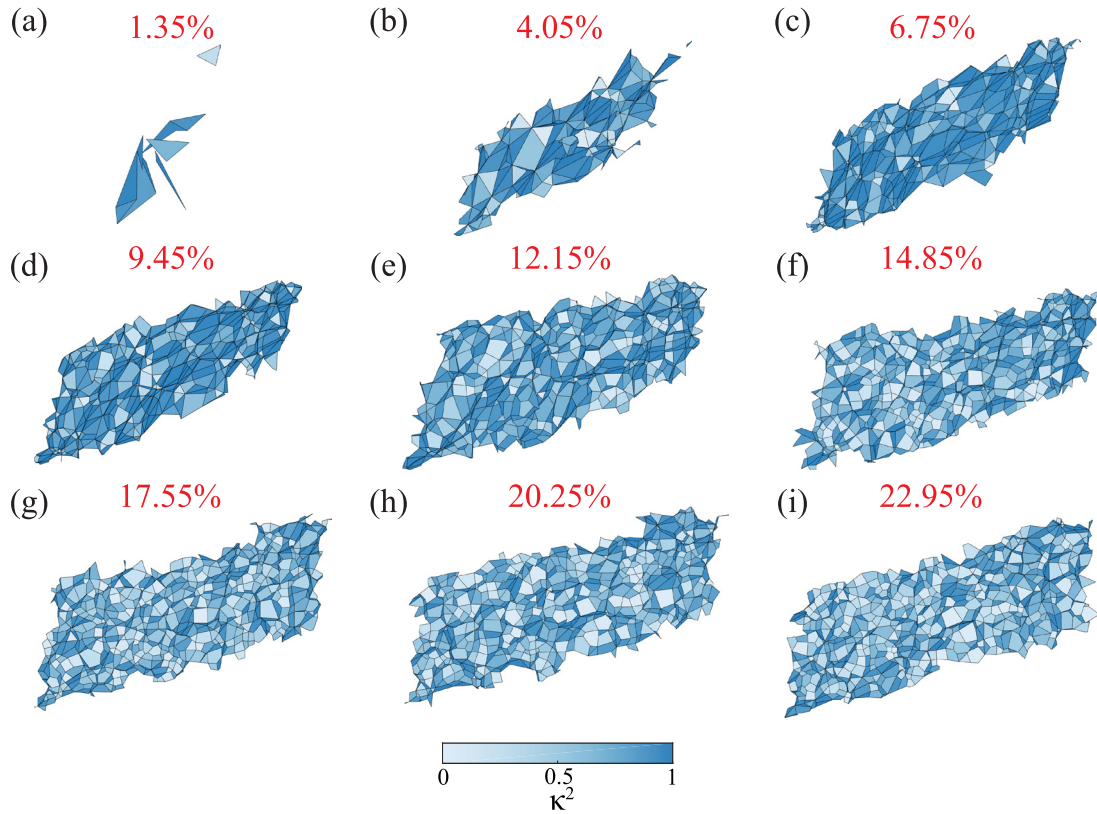 (a) 1.35% (b) 4.05% (c) 6.75%
(d) 9.45% (e) 12.15% (f) 14.85%
(g) 17.55% (h) 20.25% (i) 22.95%
0 0.5 1
κ²